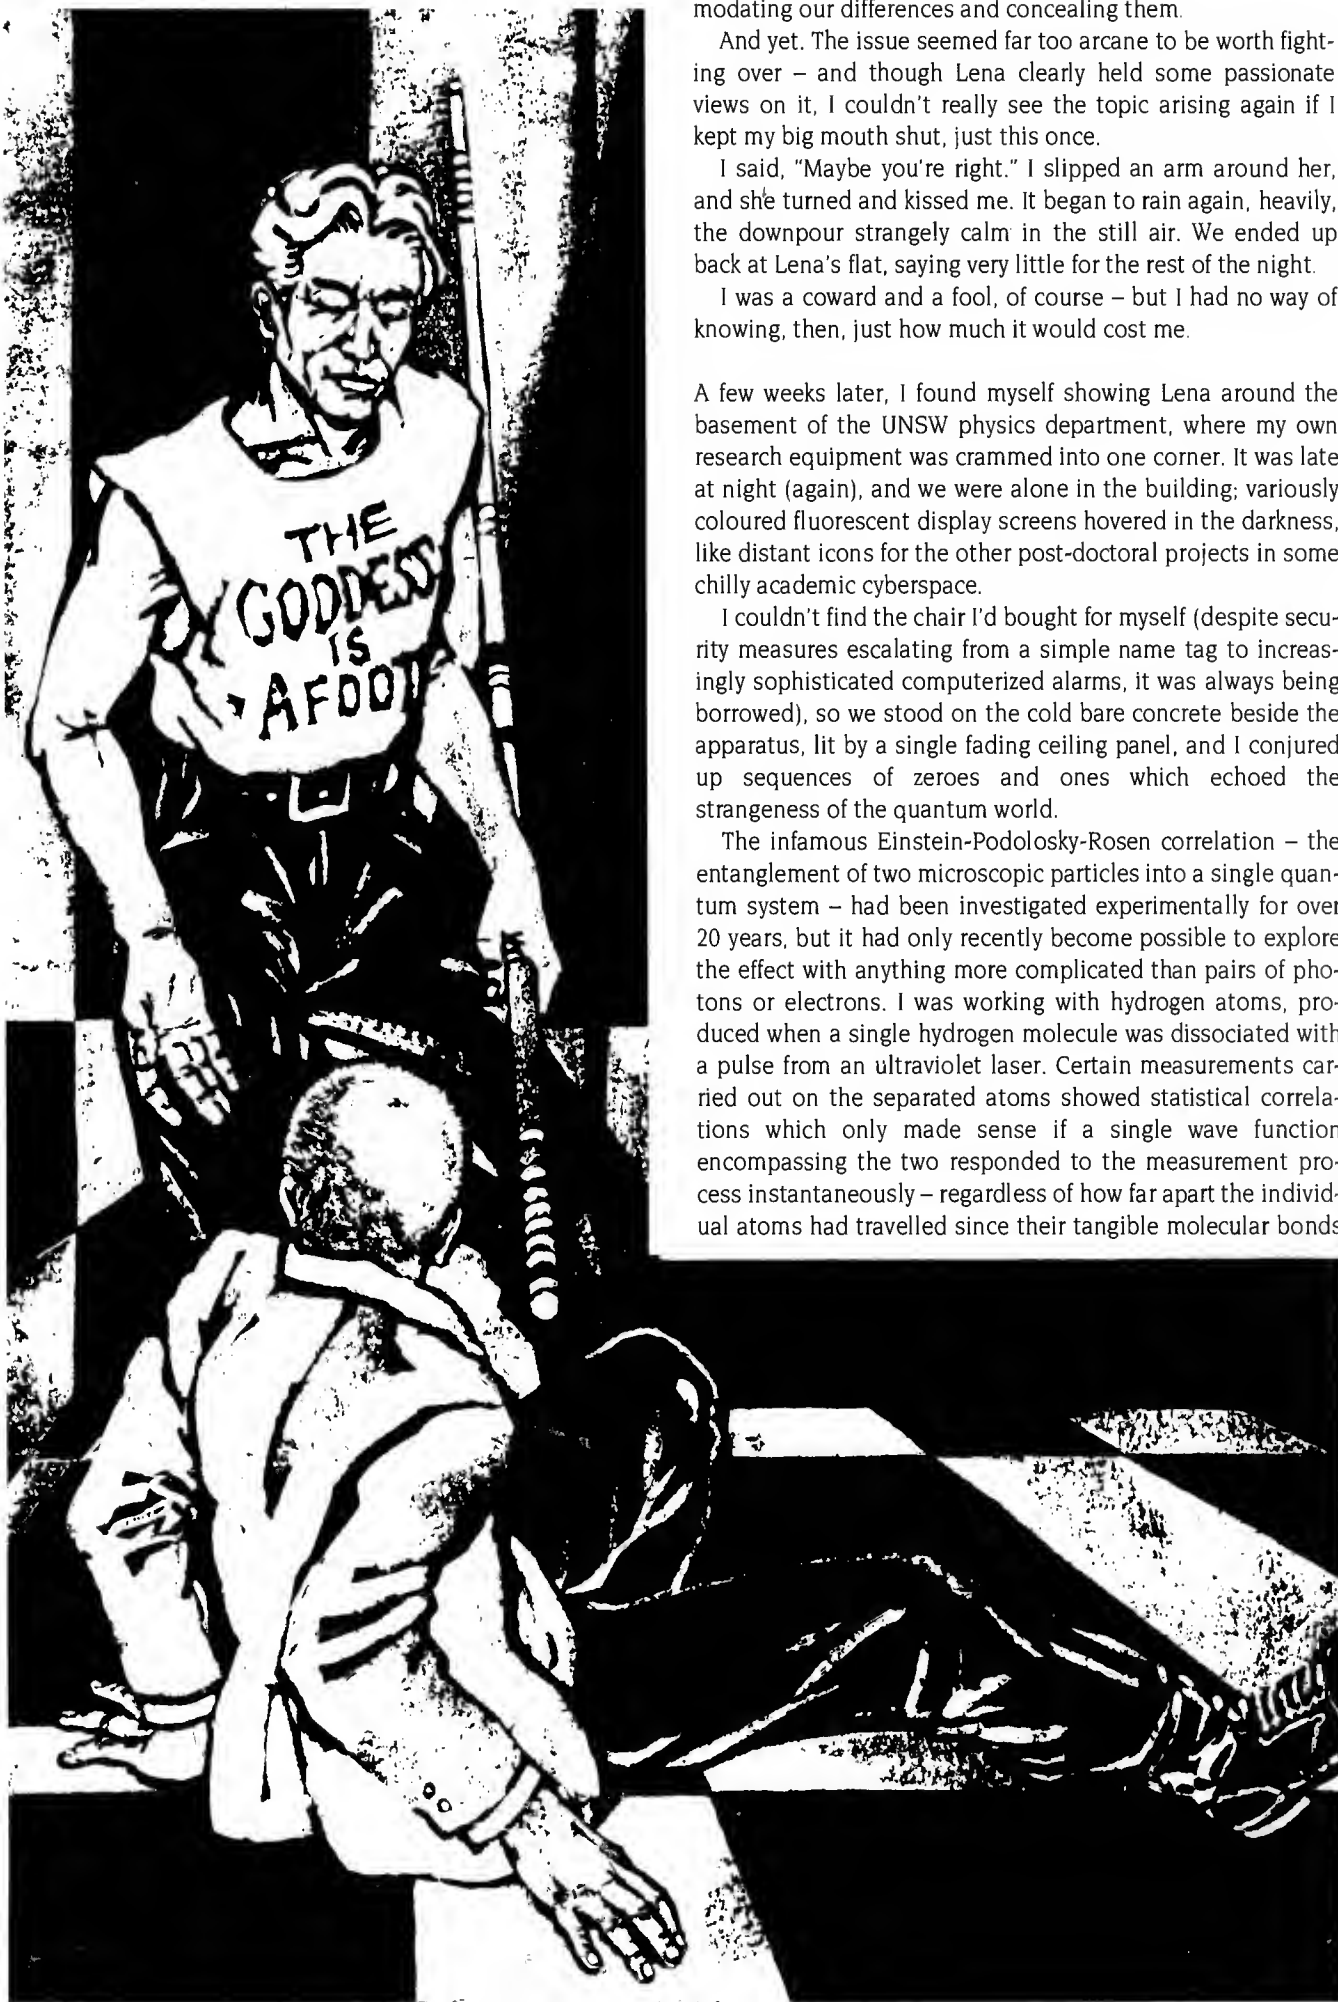 modating our differences and concealing them.
And yet. The issue seemed far too arcane to be worth fight-
ing over – and though Lena clearly held some passionate
views on it, I couldn't really see the topic arising again if I
kept my big mouth shut, just this once.
I said, "Maybe you're right." I slipped an arm around her,
and she turned and kissed me. It began to rain again, heavily,
the downpour strangely calm in the still air. We ended up
back at Lena's flat, saying very little for the rest of the night.
I was a coward and a fool, of course – but I had no way of
knowing, then, just how much it would cost me.
A few weeks later, I found myself showing Lena around the
basement of the UNSW physics department, where my own
research equipment was crammed into one corner. It was late
at night (again), and we were alone in the building; variously
coloured fluorescent display screens hovered in the darkness,
like distant icons for the other post-doctoral projects in some
chilly academic cyberspace.
I couldn't find the chair I'd bought for myself (despite secu-
rity measures escalating from a simple name tag to increas-
ingly sophisticated computerized alarms, it was always being
borrowed), so we stood on the cold bare concrete beside the
apparatus, lit by a single fading ceiling panel, and I conjured
up sequences of zeroes and ones which echoed the
strangeness of the quantum world.
The infamous Einstein-Podolosky-Rosen correlation – the
entanglement of two microscopic particles into a single quan-
tum system – had been investigated experimentally for over
20 years, but it had only recently become possible to explore
the effect with anything more complicated than pairs of pho-
tons or electrons. I was working with hydrogen atoms, pro-
duced when a single hydrogen molecule was dissociated with
a pulse from an ultraviolet laser. Certain measurements car-
ried out on the separated atoms showed statistical correla-
tions which only made sense if a single wave function
encompassing the two responded to the measurement pro-
cess instantaneously – regardless of how far apart the individ-
ual atoms had travelled since their tangible molecular bonds
THE
GODDESS
IS
AFOOT